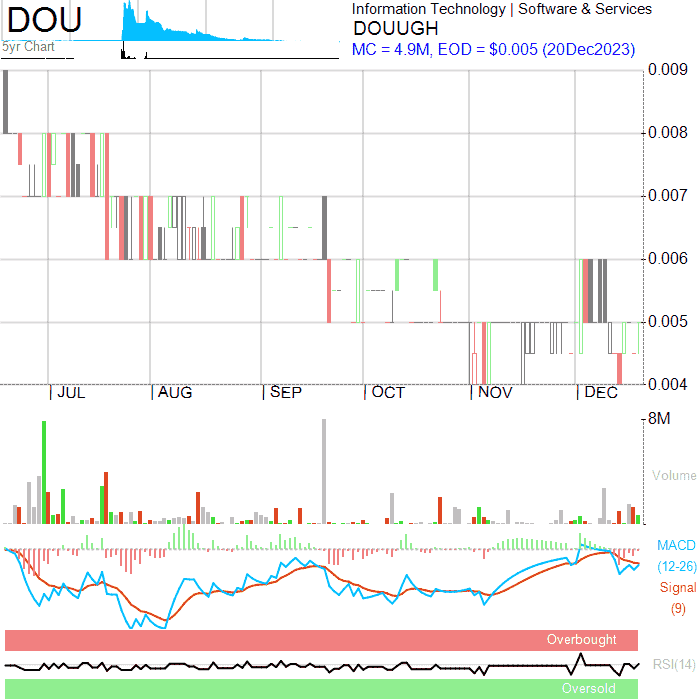 DOU
5yr Chart
Information Technology | Software & Services
DOUUGH
MC = 4.9M, EOD = $0.005 (20Dec2023)
0.009
0.008
0.007
0.006
0.005
0.004
JUL AUG SEP OCT NOV DEC
8M
Volume
MACD
(12-26)
Signal
(9)
Overbought
RSI(14)
Oversold